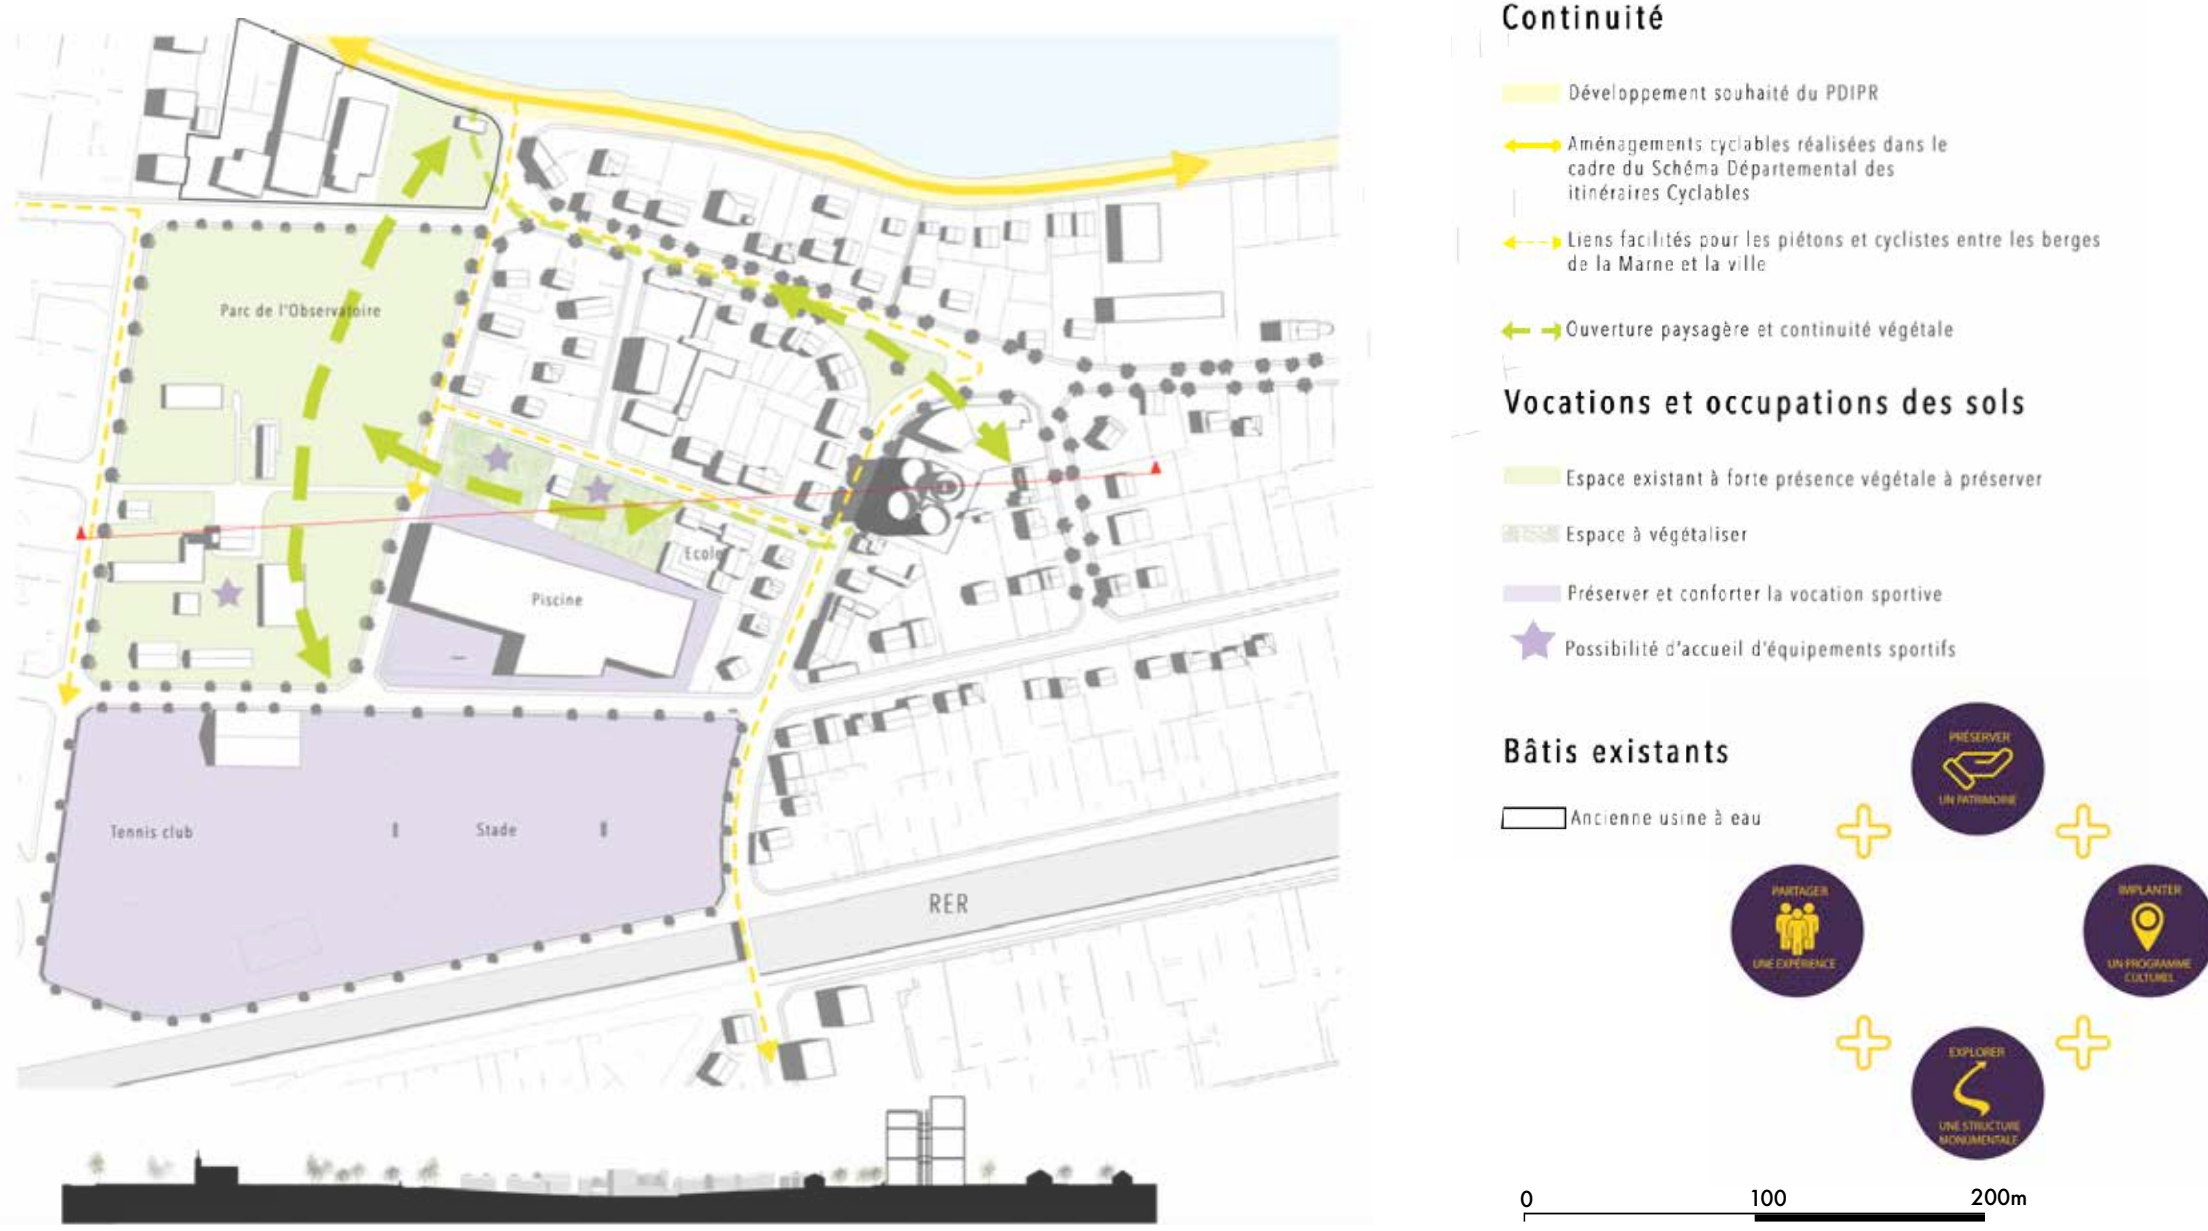 Continuité
Développement souhaité du PDIPR
Aménagements cyclables réalisées dans le
cadre du Schéma Départemental des
itinéraires Cyclables
Liens facilités pour les piétons et cyclistes entre les berges
de la Marne et la ville
Ouverture paysagère et continuité végétale
Vocations et occupations des sols
Espace existant à forte présence végétale à préserver
Espace à végétaliser
Préserver et conforter la vocation sportive
Possibilité d'accueil d'équipements sportifs
Bâtis existants
Ancienne usine à eau
PRÉSERVER
UN PATRIMOINE
PARTAGER
UNE EXPÉRIENCE
IMPLANTER
UN PROGRAMME
CULTUREL
EXPLORER
UNE STRUCTURE
MONUMENTALE
0 100 200m
Parc de l'Observatoire
Ecole
Piscine
Tennis club
Stade
RER